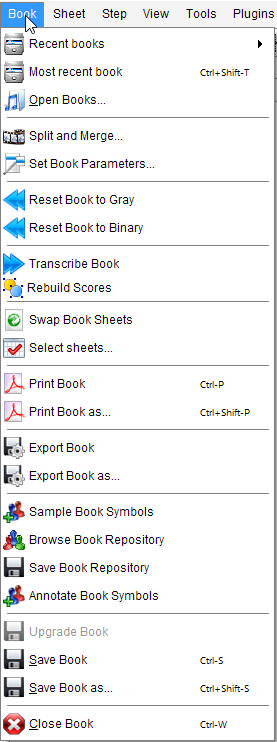 Book Sheet Step View Tools Plugins
Recent books
Most recent book Ctrl+Shift-T
Open Books...
Split and Merge...
Set Book Parameters...
Reset Book to Gray
Reset Book to Binary
Transcribe Book
Rebuild Scores
Swap Book Sheets
Select sheets...
Print Book Ctrl-P
Print Book as... Ctrl+Shift-P
Export Book
Export Book as...
Sample Book Symbols
Browse Book Repository
Save Book Repository
Annotate Book Symbols
Upgrade Book
Save Book Ctrl-S
Save Book as... Ctrl+Shift-S
Close Book Ctrl-W